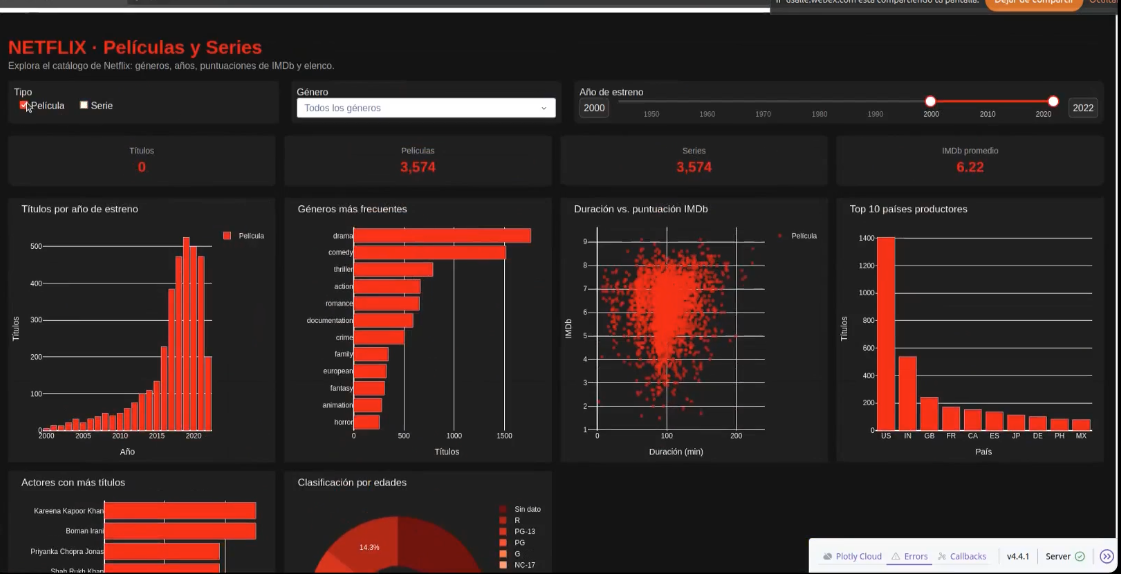 Dejar de compartir
NETFLIX · Películas y Series
Explora el catálogo de Netflix: géneros, años, puntuaciones de IMDb y elenco.
Tipo
Película
Serie
Género
Todos los géneros
Año de estreno
2000
1950
1960
1970
1980
1990
2000
2010
2020
2022
Títulos
0
Películas
3,574
Series
3,574
IMDb promedio
6.22
Títulos por año de estreno
Película
500
400
300
200
100
0
2000
2005
2010
2015
2020
Títulos
Año
Géneros más frecuentes
drama
comedy
thriller
action
romance
documentation
crime
family
european
fantasy
animation
horror
0
500
1000
1500
Títulos
Duración vs. puntuación IMDb
Película
9
8
7
6
5
4
3
2
1
0
100
200
IMDb
Duración (min)
Top 10 países productores
1400
1200
1000
800
600
400
200
0
US
IN
GB
FR
CA
ES
JP
DE
PH
MX
Títulos
País
Actores con más títulos
Kareena Kapoor Khan
Boman Irani
Priyanka Chopra Jonas
Shah Rukh Khan
Clasificación por edades
14.3%
Sin dato
R
PG-13
PG
G
NC-17
Plotly Cloud
Errors
Callbacks
v4.4.1
Server